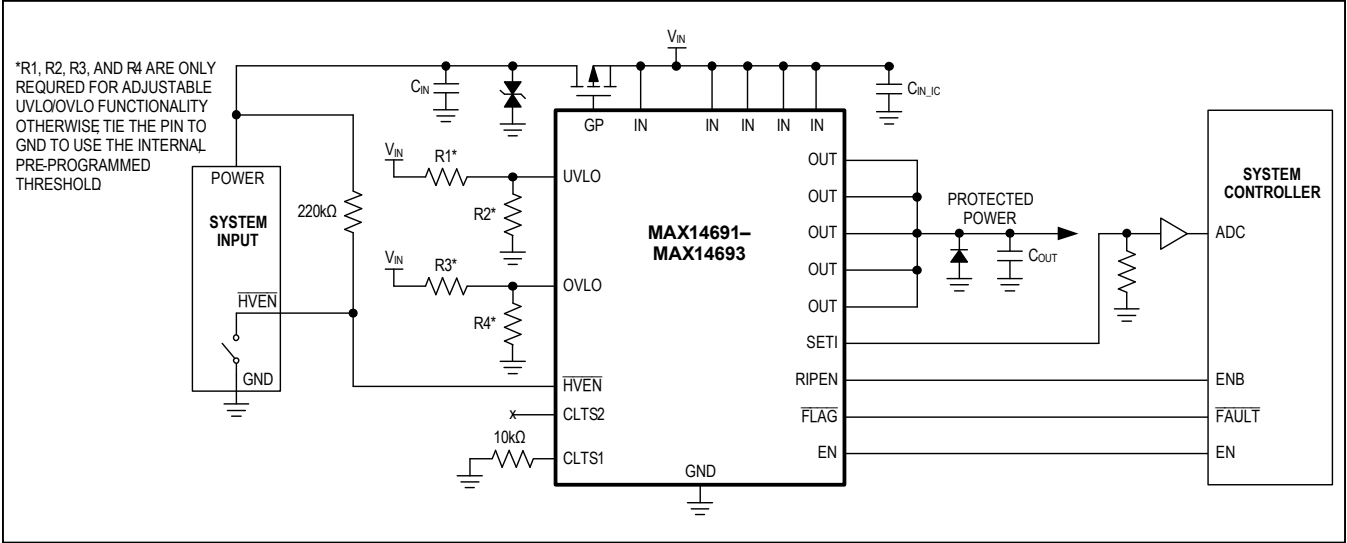 *R1, R2, R3, AND R4 ARE ONLY
REQURED FOR ADJUSTABLE
UVLO/OVLO FUNCTIONALITY
OTHERWISE, TIE THE PIN TO
GND TO USE THE INTERNAL
PRE-PROGRAMMED
THRESHOLD
VIN
CIN
CIN_IC
GP
IN
IN
IN
IN
IN
POWER
SYSTEM
INPUT
HVEN
GND
220kΩ
VIN
R1*
R2*
UVLO
VIN
R3*
R4*
OVLO
HVEN
CLTS2
x
10kΩ
CLTS1
GND
MAX14691–
MAX14693
OUT
OUT
OUT
OUT
OUT
SETI
RIPEN
FLAG
EN
PROTECTED
POWER
COUT
SYSTEM
CONTROLLER
ADC
ENB
FAULT
EN